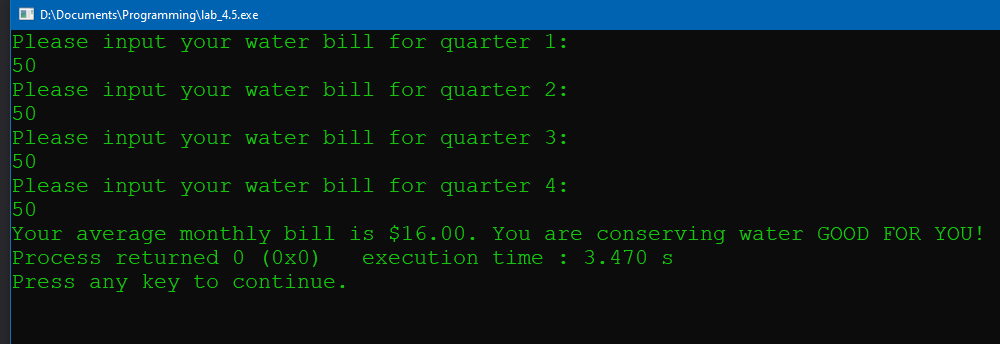 D:\Documents\Programming\lab_4.5.exe
Please input your water bill for quarter 1:
50
Please input your water bill for quarter 2:
50
Please input your water bill for quarter 3:
50
Please input your water bill for quarter 4:
50
Your average monthly bill is $16.00. You are conserving water GOOD FOR YOU!
Process returned 0 (0x0)   execution time : 3.470 s
Press any key to continue.